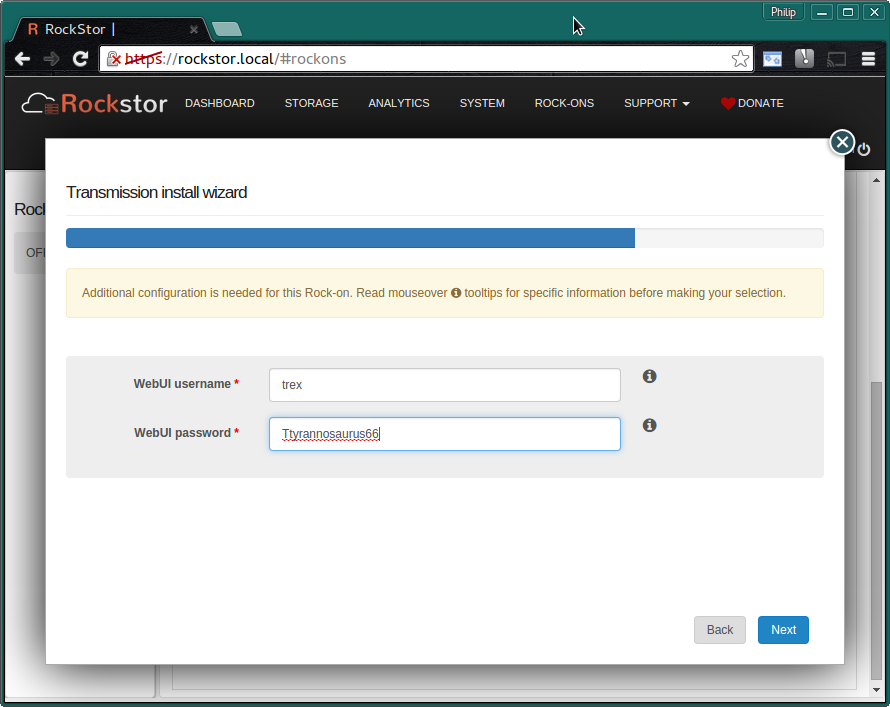 Philip
R RockStor |
https://rockstor.local/#rockons
Rockstor DASHBOARD STORAGE ANALYTICS SYSTEM ROCK-ONS SUPPORT DONATE
Transmission install wizard
Additional configuration is needed for this Rock-on. Read mouseover tooltips for specific information before making your selection.
WebUI username * trex
WebUI password * Ttyrannosaurus66
Back Next